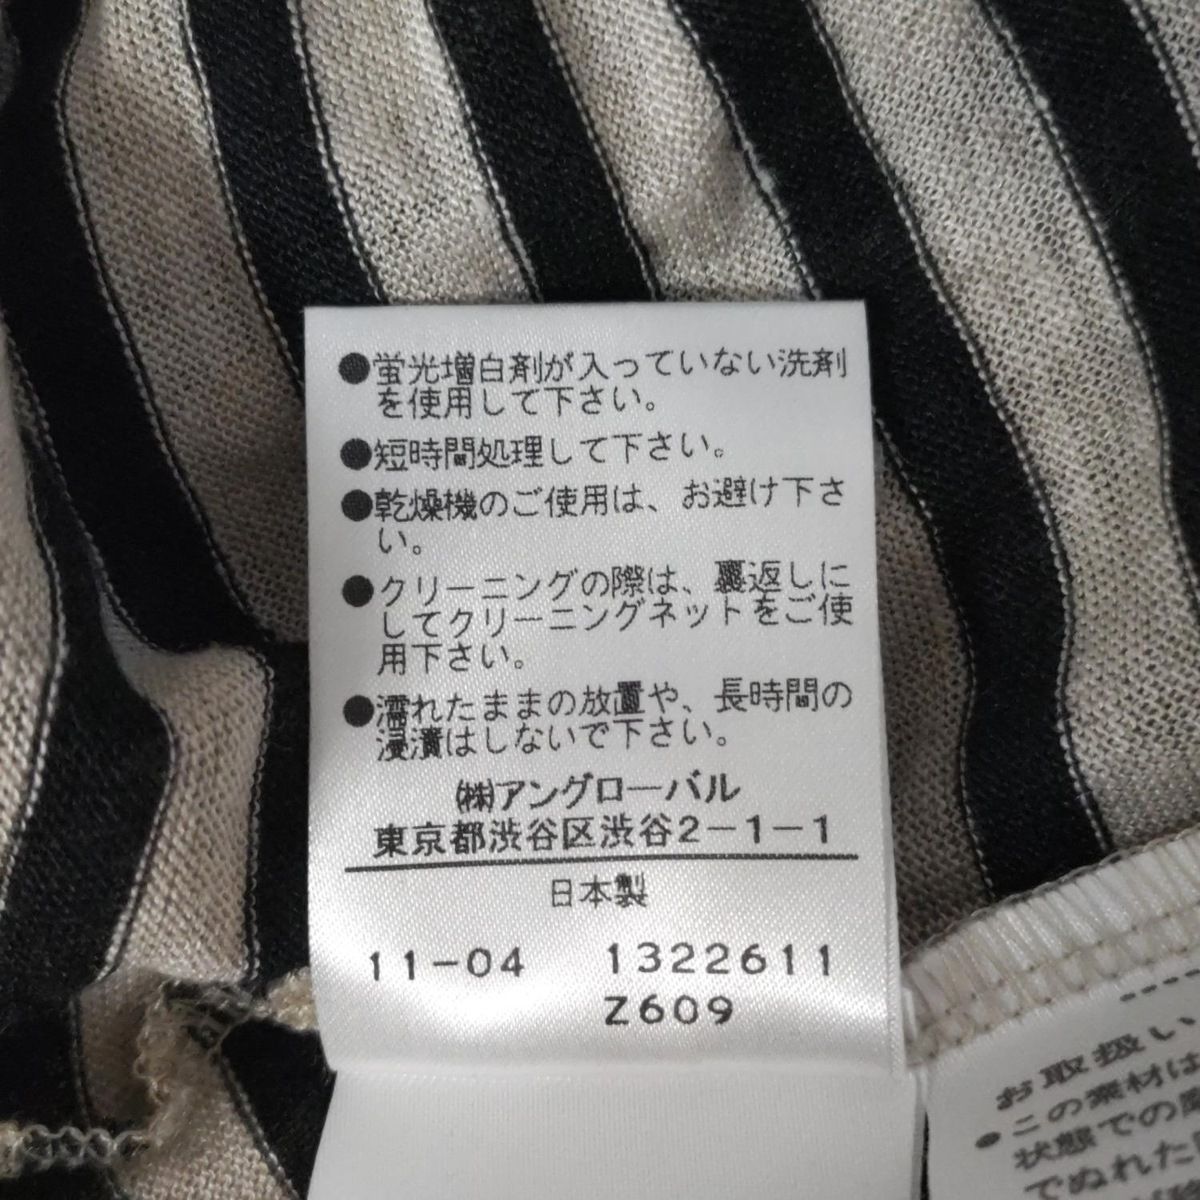 ●蛍光増白剤が入っていない洗剤
を使用して下さい。
●短時間処理して下さい。
●乾燥機のご使用は、お避け下さ
い。
●クリーニングの際は、裏返しに
してクリーニングネットをご使
用下さい。
●濡れたままの放置や、長時間の
浸漬はしないで下さい。
㈱アングローバル
東京都渋谷区渋谷2-1-1
日本製
11-04 1322611
Z609
お取扱い
●この素材は
状態での
でぬれた